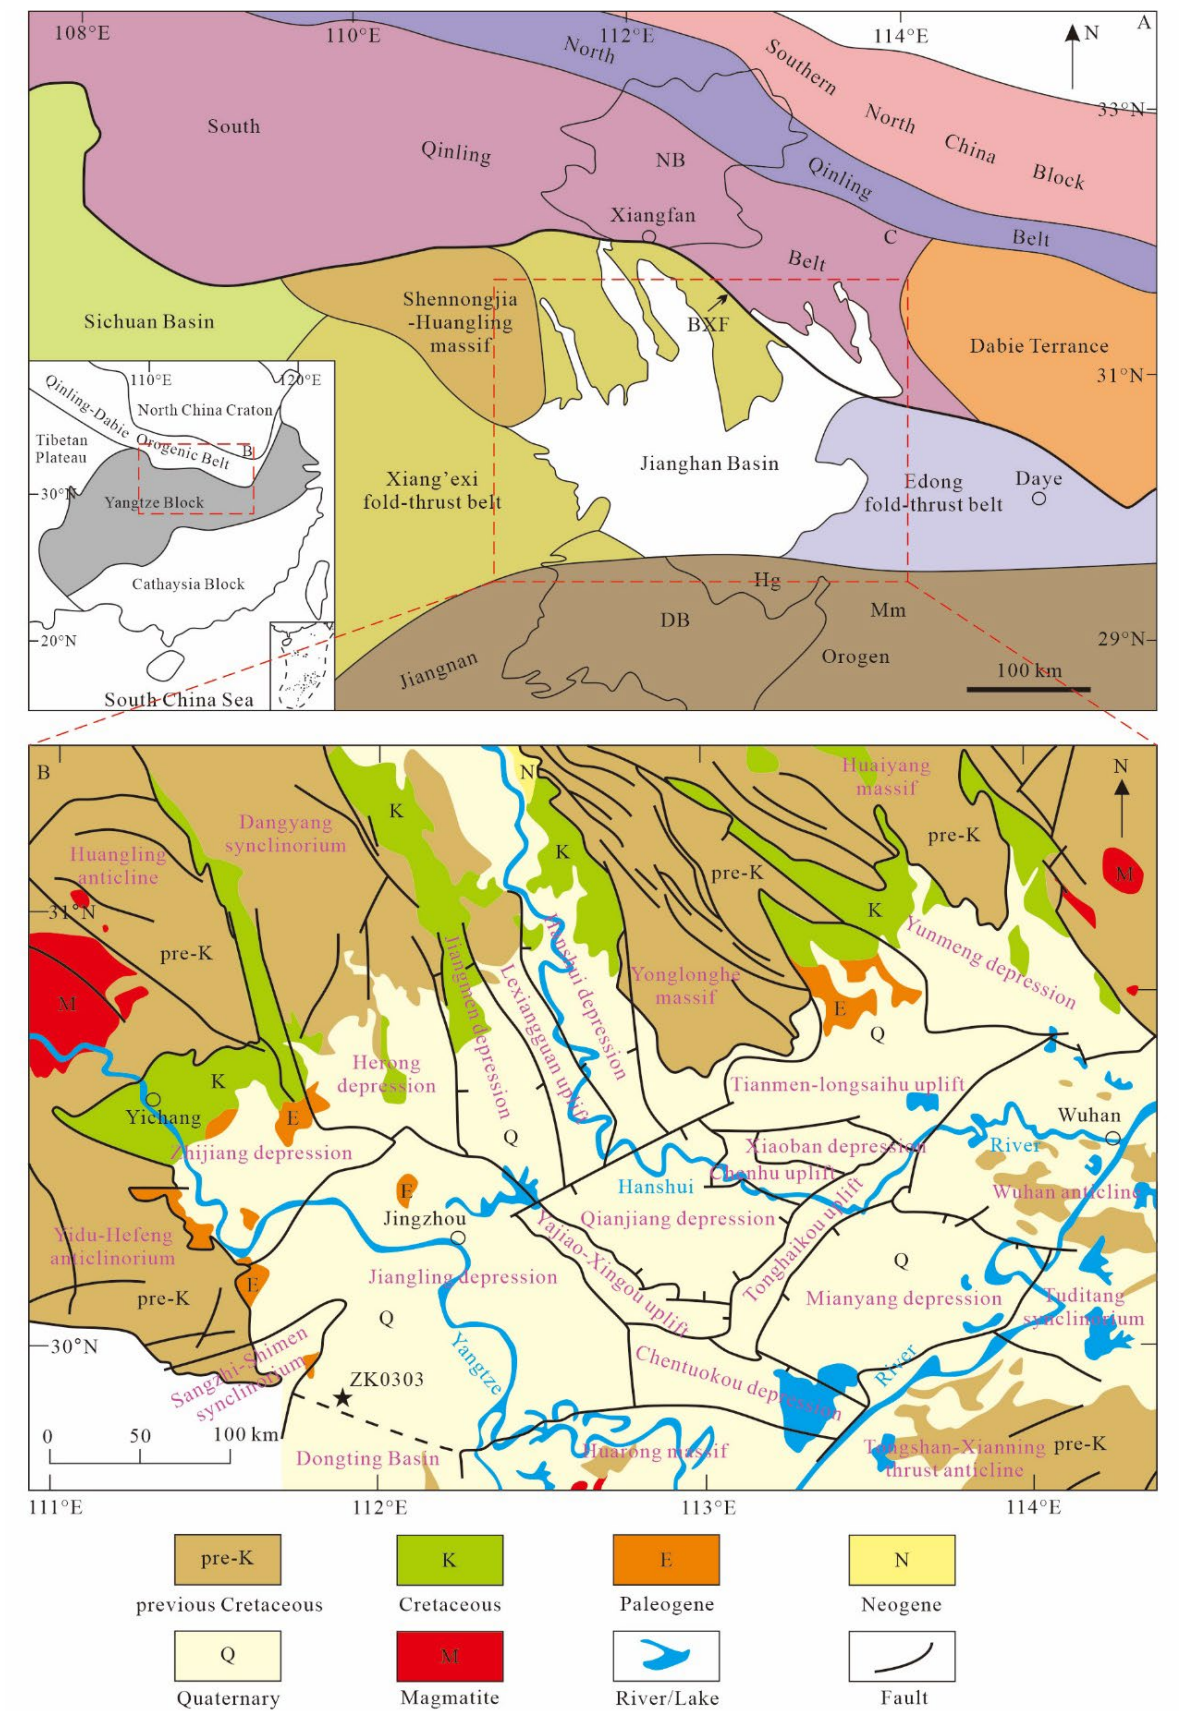 108°E
110°E
112°E
114°E
A
N
33°N
North
Southern
North
China
Block
South
Qinling
NB
Qinling
Xiangfan
C
Belt
Belt
Sichuan Basin
Shennongjia
-Huangling
massif
BXF
Dabie Terrance
31°N
110°E
120°E
Qinling-Dabie
Orogenic Belt
North China Craton
B
Tibetan
Plateau
30°N
Yangtze Block
Cathaysia Block
20°N
South China Sea
Xiang'exi
fold-thrust belt
Jianghan Basin
Edong
fold-thrust belt
Daye
Hg
DB
Mm
29°N
Jiangnan
Orogen
100 km
B
N
K
N
Huaiyang
massif
Dangyang
synclinorium
Huangling
anticline
K
pre-K
pre-K
M
31°N
K
pre-K
Hanshui depression
Yunmeng depression
Jiangmen depression
Lexiangguan uplift
Yonglonghe
massif
M
E
Q
Herong
depression
K
Tianmen-longsaihu uplift
Yichang
E
Wuhan
Q
Zhijiang depression
Xiaoban depression
River
Chenhu uplift
Hanshui
E
Wuhan anticline
Jingzhou
Qianjiang depression
Yidu-Hefeng
anticlinorium
Yajiao-Xingou uplift
Tonghaikou uplift
Q
E
Jiangling depression
pre-K
Mianyang depression
Tuditang
synclinorium
Q
30°N
Sangzhi-Shimen
synclinorium
Yangtze
Chentuokou depression
River
ZK0303
0 50 100 km
Dongting Basin
Huarong massif
Tongshan-Xianning
thrust anticline
pre-K
111°E
112°E
113°E
114°E
pre-K
K
E
N
previous Cretaceous
Cretaceous
Paleogene
Neogene
Q
M
Quaternary
Magmatite
River/Lake
Fault